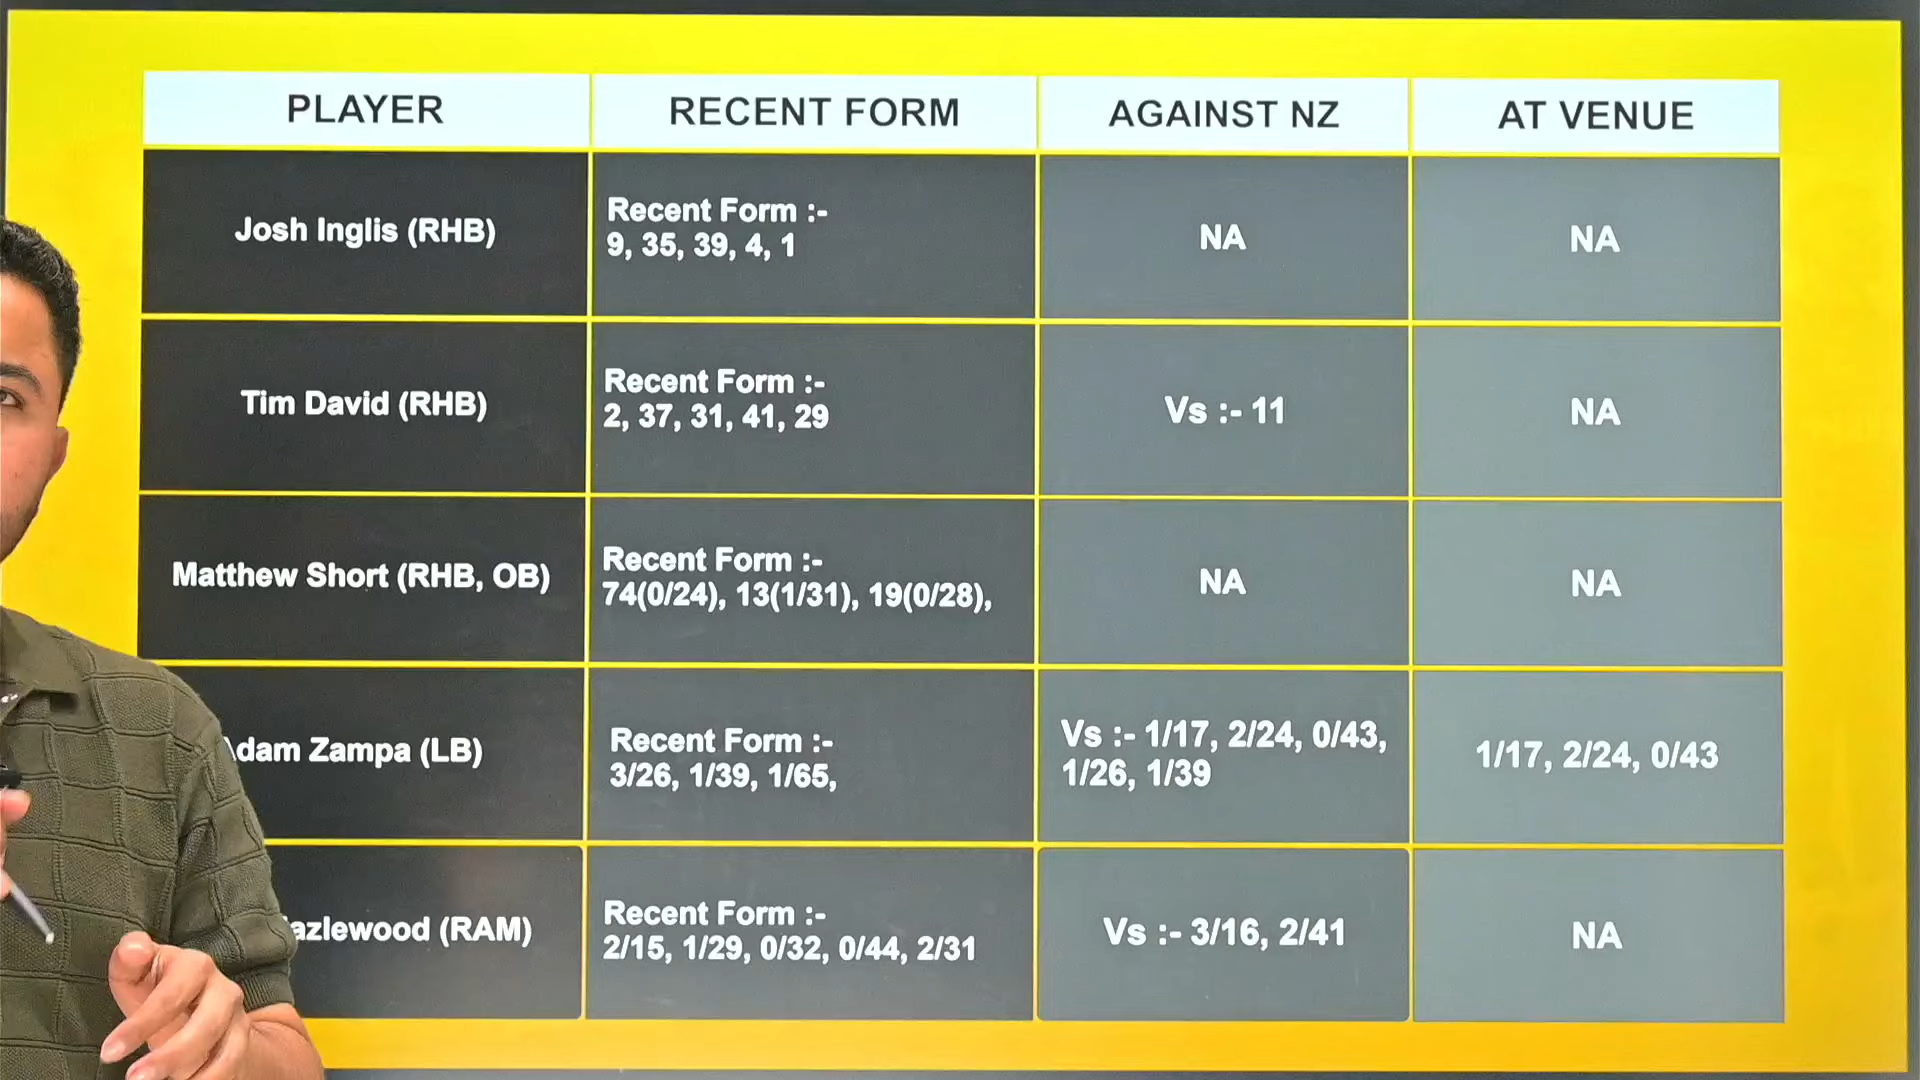 PLAYER RECENT FORM AGAINST NZ AT VENUE
Josh Inglis (RHB)
Recent Form :-
9, 35, 39, 4, 1
NA
NA
Tim David (RHB)
Recent Form :-
2, 37, 31, 41, 29
Vs :- 11
NA
Matthew Short (RHB, OB)
Recent Form :-
74(0/24), 13(1/31), 19(0/28),
NA
NA
Adam Zampa (LB)
Recent Form :-
3/26, 1/39, 1/65,
Vs :- 1/17, 2/24, 0/43,
1/26, 1/39
1/17, 2/24, 0/43
azlewood (RAM)
Recent Form :-
2/15, 1/29, 0/32, 0/44, 2/31
Vs :- 3/16, 2/41
NA